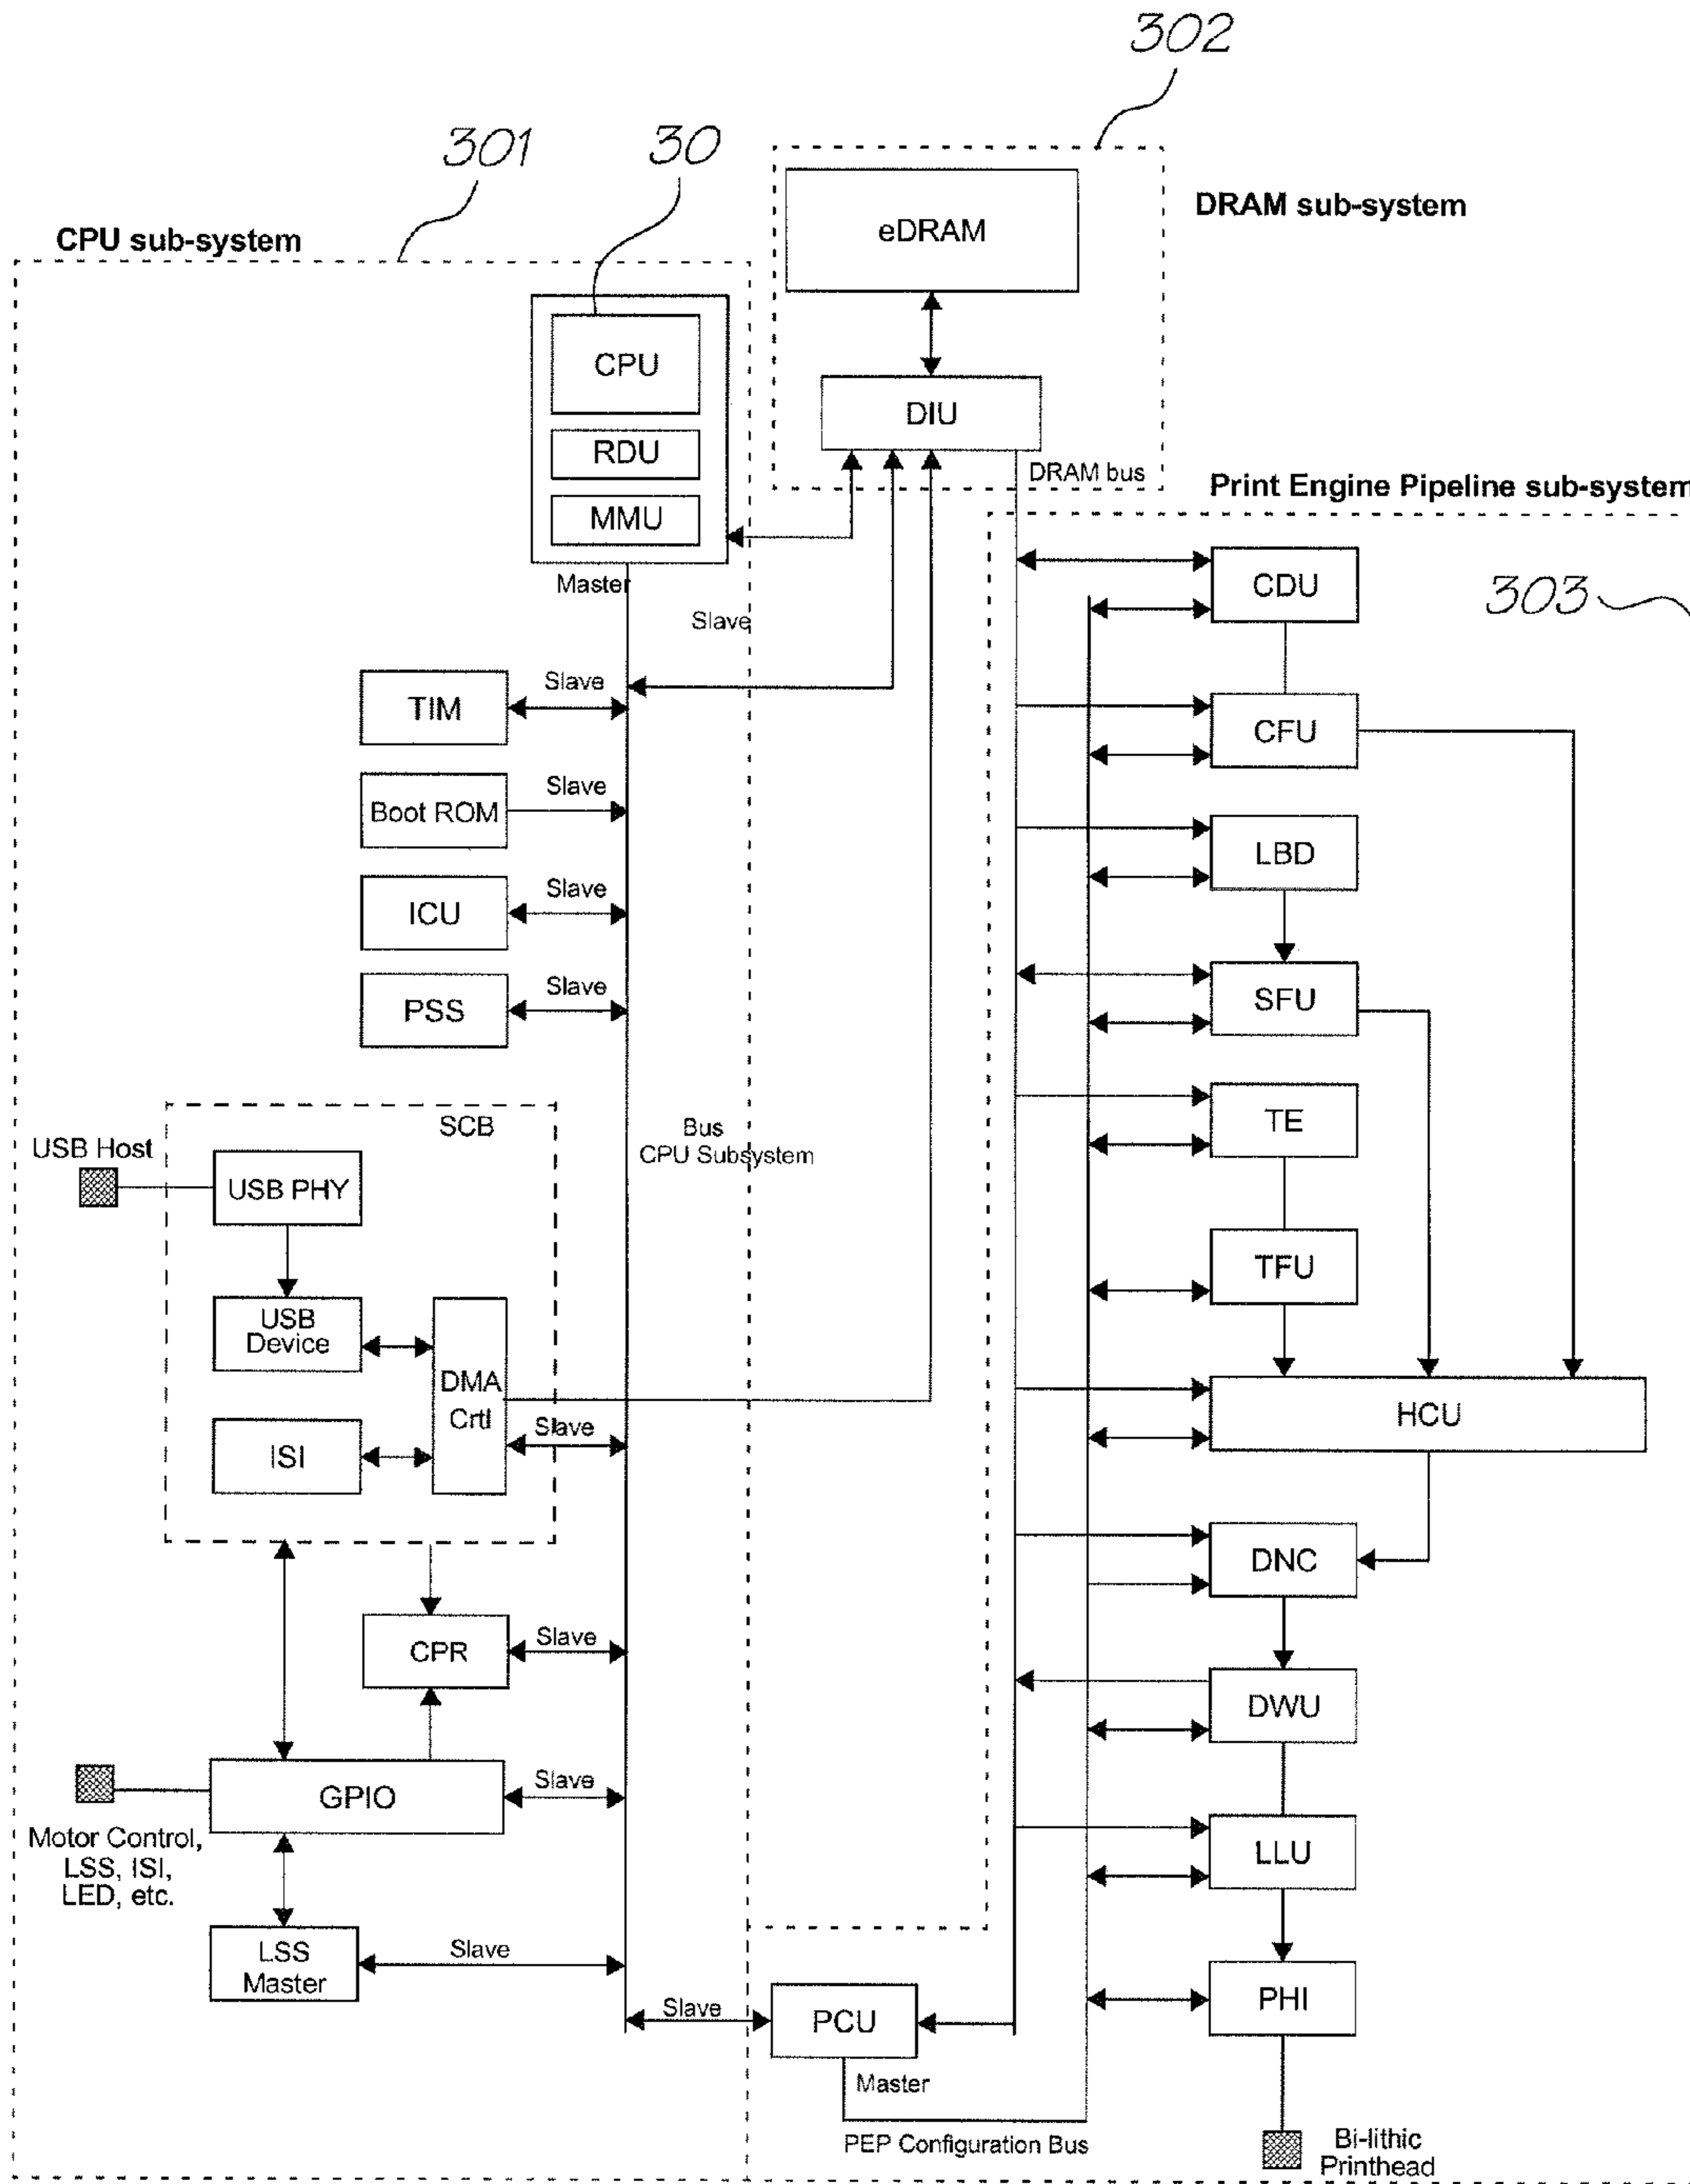 302
301
30
DRAM sub-system
eDRAM
CPU sub-system
CPU
DIU
RDU
DRAM bus
Print Engine Pipeline sub-system
MMU
Master
CDU
303
Slave
Slave
TIM
CFU
Slave
Boot ROM
LBD
Slave
ICU
Slave
PSS
SFU
SCB
TE
Bus
CPU Subsystem
USB Host
USB PHY
TFU
USB
Device
DMA
Crtl
HCU
Slave
ISI
DNC
CPR
Slave
DWU
GPIO
Slave
Motor Control,
LSS, ISI,
LED, etc.
LLU
LSS
Master
Slave
PHI
Slave
PCU
Master
PEP Configuration Bus
Bi-lithic
Printhead